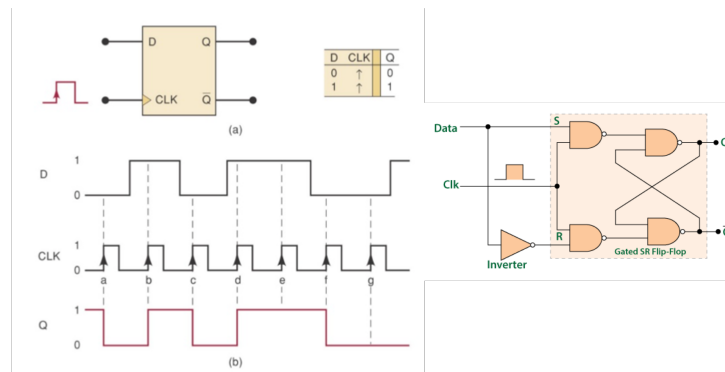 D Q
CLK Q̅
(a)
D CLK Q
0 ↑ 0
1 ↑ 1
D
1
0
CLK
1
0
a b c d e f g
Q
1
0
(b)
Data
S
Clk
R
Inverter
Gated SR Flip-Flop